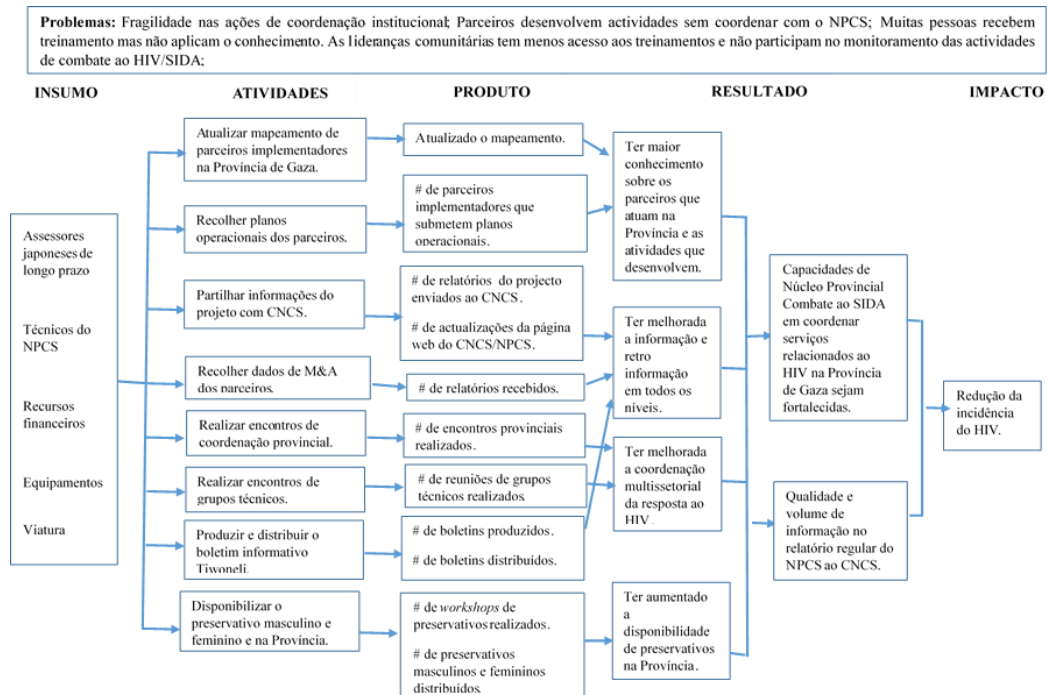 Problemas: Fragilidade nas ações de coordenação institucional; Parceiros desenvolvem actividades sem coordenar com o NPCS; Muitas pessoas recebem
treinamento mas não aplicam o conhecimento. As lideranças comunitárias tem menos acesso aos treinamentos e não participam no monitoramento das actividades
de combate ao HIV/SIDA;
INSUMO
ATIVIDADES
PRODUTO
RESULTADO
IMPACTO
Assessores
japoneses de
longo prazo
Técnicos do
NPCS
Recursos
financeiros
Equipamentos
Viatura
Atualizar mapeamento de
parceiros implementadores
na Província de Gaza.
Recolher planos
operacionais dos parceiros.
Partilhar informações do
projeto com CNCS.
Recolher dados de M&A
dos parceiros.
Realizar encontros de
coordenação provincial.
Realizar encontros de
grupos técnicos.
Produzir e distribuir o
boletim informativo
Tiwoneli.
Disponibilizar o
preservativo masculino e
feminino e na Província.
Atualizado o mapeamento.
# de parceiros
implementadores que
submetem planos
operacionais.
# de relatórios do projecto
enviados ao CNCS.
# de actualizações da página
web do CNCS/NPCS.
# de relatórios recebidos.
# de encontros provinciais
realizados.
# de reuniões de grupos
técnicos realizados.
# de boletins produzidos.
# de boletins distribuídos.
# de workshops de
preservativos realizados.
# de preservativos
masculinos e femininos
distribuídos.
Ter maior
conhecimento
sobre os
parceiros que
atuam na
Província e as
atividades que
desenvolvem.
Ter melhorada
a informação e
retro
informação
em todos os
níveis.
Ter melhorada
a coordenação
multissetorial
da resposta ao
HIV.
Ter aumentado
a
disponibilidade
de preservativos
na Província.
Capacidades de
Núcleo Provincial
Combate ao SIDA
em coordenar
serviços
relacionados ao
HIV na Província
de Gaza sejam
fortalecidas.
Qualidade e
volume de
informação no
relatório regular do
NPCS ao CNCS.
Redução da
incidência
do HIV.